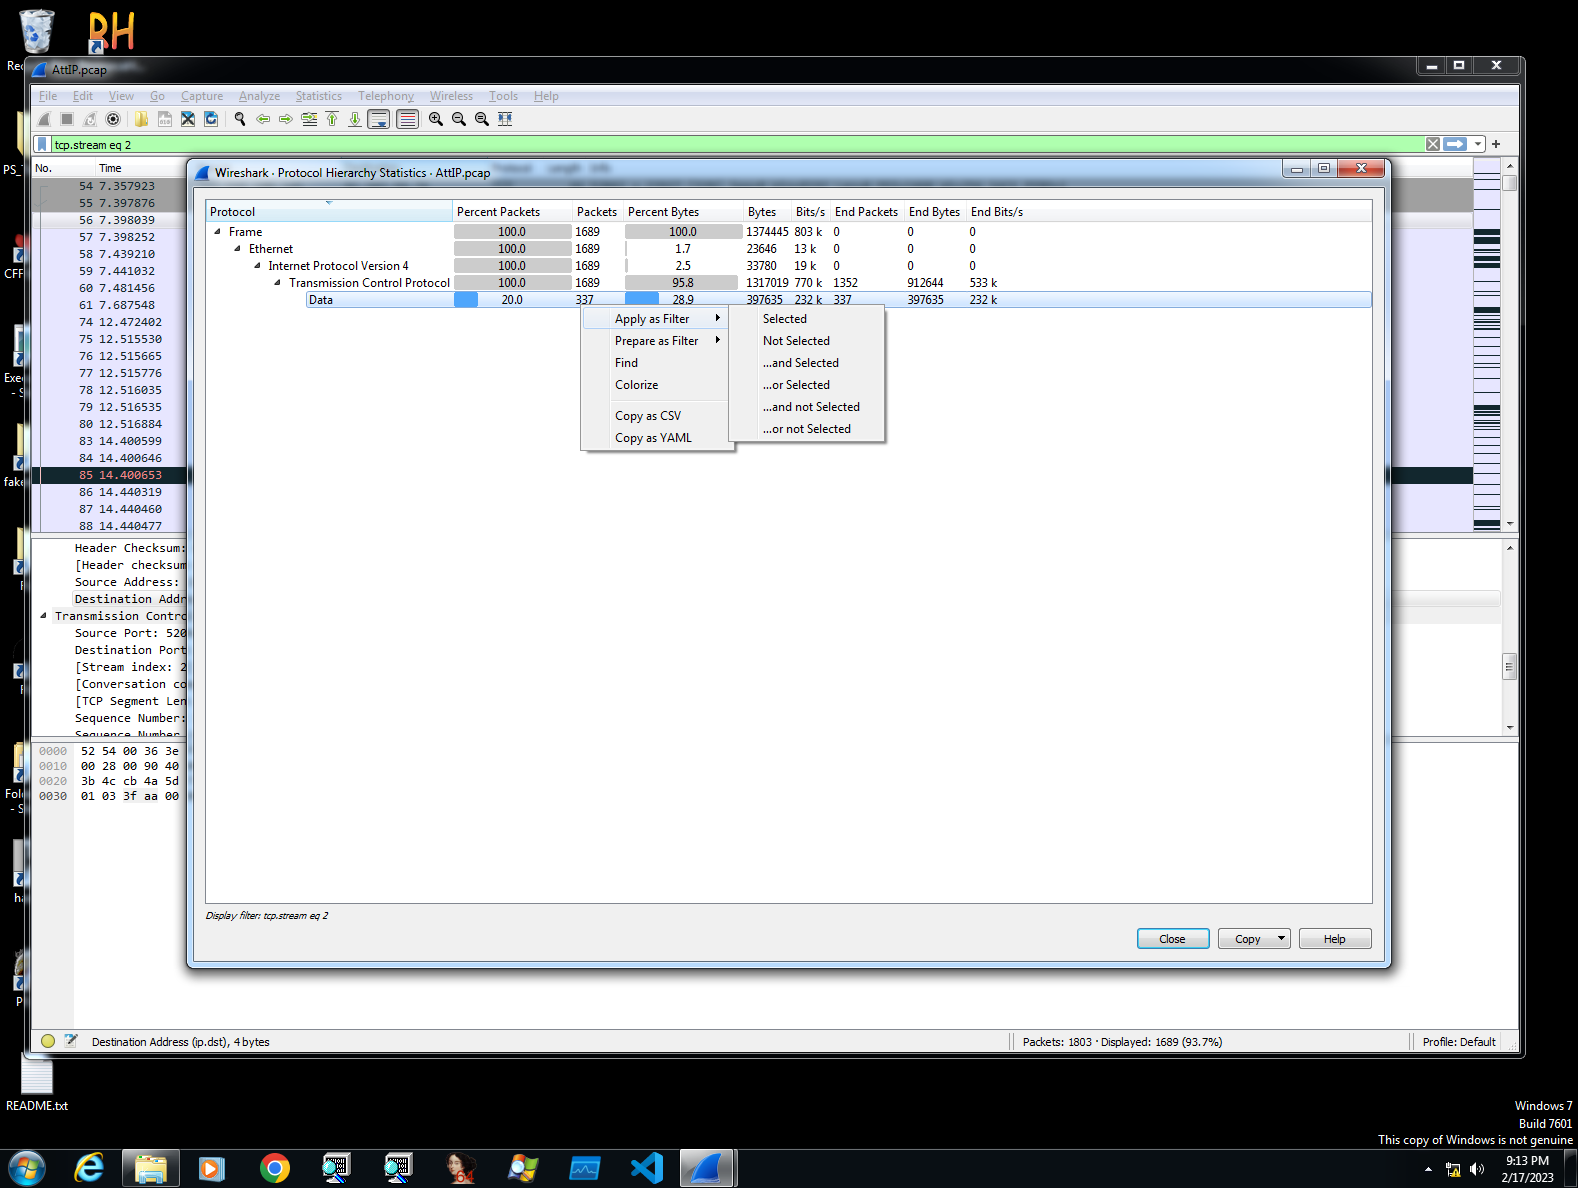 Rec
RH
AttIP.pcap
File Edit View Go Capture Analyze Statistics Telephony Wireless Tools Help
tcp.stream eq 2
No. Time
54 7.357923
55 7.397876
56 7.398039
57 7.398252
58 7.439210
59 7.441032
60 7.481456
61 7.687548
74 12.472402
75 12.515530
76 12.515665
77 12.515776
78 12.516035
79 12.516535
80 12.516884
83 14.400599
84 14.400646
85 14.400653
86 14.440319
87 14.440460
88 14.440477
Wireshark · Protocol Hierarchy Statistics · AttIP.pcap
Protocol Percent Packets Packets Percent Bytes Bytes Bits/s End Packets End Bytes End Bits/s
Frame 100.0 1689 100.0 1374445 803 k 0 0 0
Ethernet 100.0 1689 1.7 23646 13 k 0 0 0
Internet Protocol Version 4 100.0 1689 2.5 33780 19 k 0 0 0
Transmission Control Protocol 100.0 1689 95.8 1317019 770 k 1352 912644 533 k
Data 20.0 337 28.9 397635 232 k 337 397635 232 k
Apply as Filter
Prepare as Filter
Find
Colorize
Copy as CSV
Copy as YAML
Selected
Not Selected
...and Selected
...or Selected
...and not Selected
...or not Selected
Display filter: tcp.stream eq 2
Close Copy Help
Header Checksum:
[Header checksum
Source Address:
Destination Addr
Transmission Contro
Source Port: 520
Destination Port
[Stream index: 2
[Conversation co
[TCP Segment Len
Sequence Number:
Sequence Number
0000 52 54 00 36 3e
0010 00 28 00 90 40
0020 3b 4c cb 4a 5d
0030 01 03 3f aa 00
Destination Address (ip.dst), 4 bytes
Packets: 1803 · Displayed: 1689 (93.7%)
Profile: Default
PS_
CFF
Exe
- S
fake
Fol
- S
ha
P
README.txt
Windows 7
Build 7601
This copy of Windows is not genuine
64
9:13 PM
2/17/2023